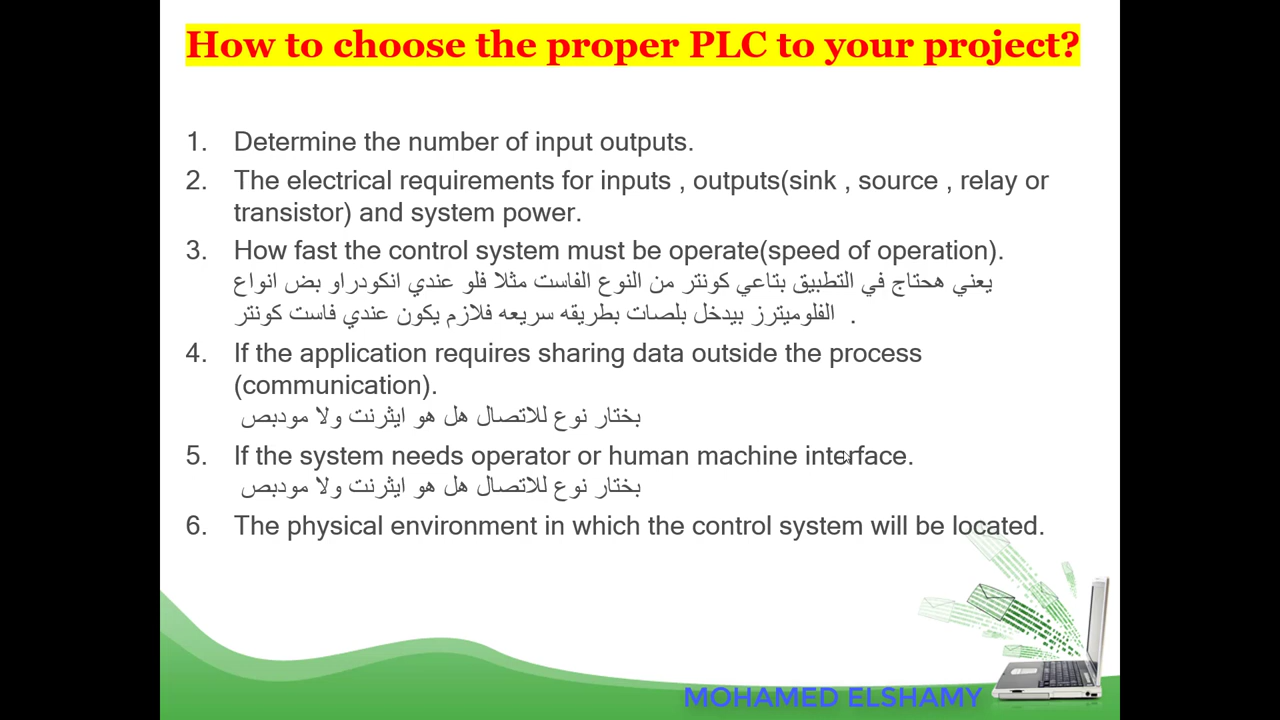 How to choose the proper PLC to your project?
1. Determine the number of input outputs.
2. The electrical requirements for inputs , outputs(sink , source , relay or
transistor) and system power.
3. How fast the control system must be operate(speed of operation).
يعني هحتاج في التطبيق بتاعي كونتر من النوع الفاست مثلا فلو عندي انكودراو بض انواع
الفلوميترز بيدخل بلصات بطريقه سريعه فلازم يكون عندي فاست كونتر .
4. If the application requires sharing data outside the process
(communication).
بختار نوع للاتصال هل هو ايثرنت ولا مودبص
5. If the system needs operator or human machine interface.
بختار نوع للاتصال هل هو ايثرنت ولا مودبص
6. The physical environment in which the control system will be located.
MOHAMED ELSHAMY